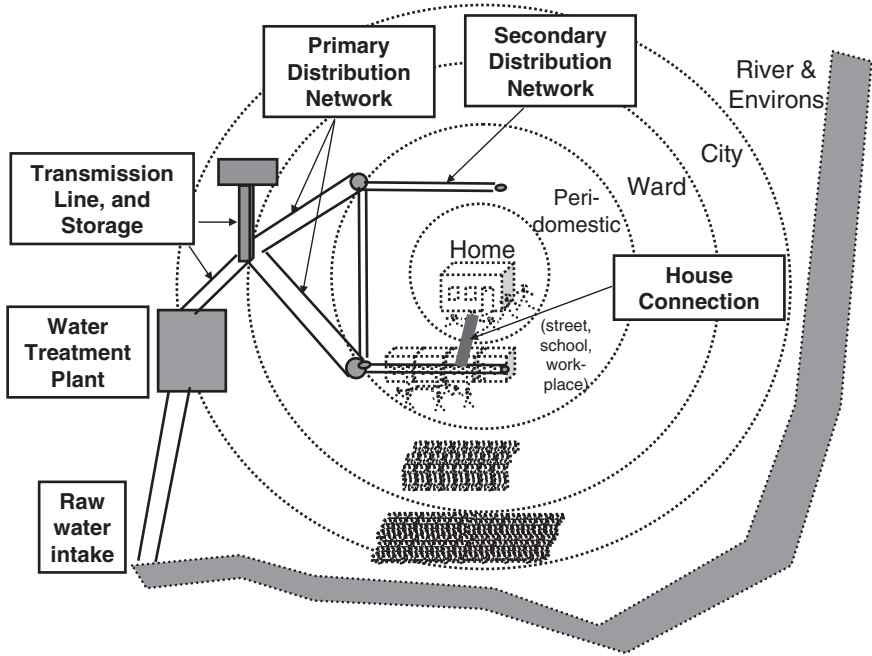 Primary
Distribution
Network
Secondary
Distribution
Network
River &
Environs
City
Ward
Peri-
domestic
Home
Transmission
Line, and
Storage
House
Connection
(street,
school,
work-
place)
Water
Treatment
Plant
Raw
water
intake